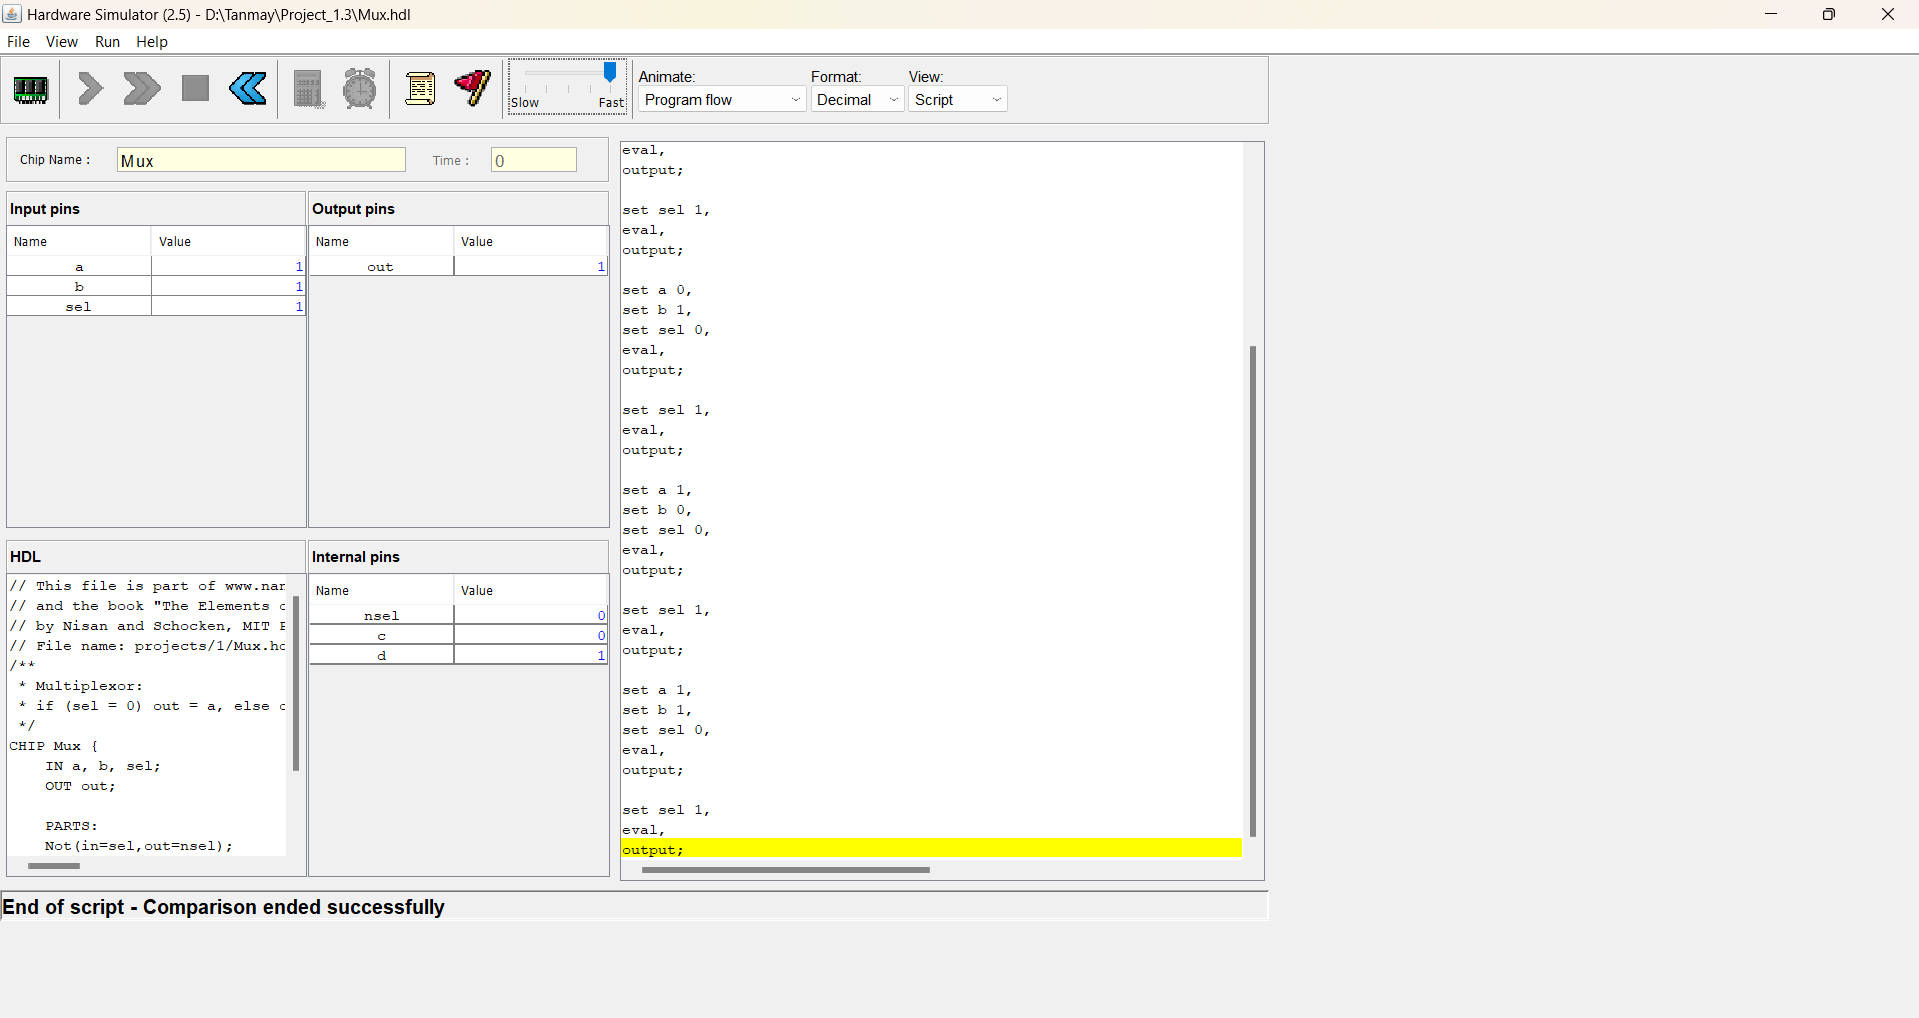 Hardware Simulator (2.5) - D:\Tanmay\Project_1.3\Mux.hdl
File View Run Help
Slow Fast
Animate: Format: View:
Program flow Decimal Script
Chip Name : Mux Time : 0
Input pins
Name Value
a 1
b 1
sel 1
Output pins
Name Value
out 1
HDL
// This file is part of www.nan
// and the book "The Elements
// by Nisan and Schocken, MIT
// File name: projects/1/Mux.hd
/**
* Multiplexor:
* if (sel = 0) out = a, else
*/
CHIP Mux {
IN a, b, sel;
OUT out;
PARTS:
Not(in=sel,out=nsel);
Internal pins
Name Value
nsel 0
c 0
d 1
eval,
output;
set sel 1,
eval,
output;
set a 0,
set b 1,
set sel 0,
eval,
output;
set sel 1,
eval,
output;
set a 1,
set b 0,
set sel 0,
eval,
output;
set sel 1,
eval,
output;
set a 1,
set b 1,
set sel 0,
eval,
output;
set sel 1,
eval,
output;
End of script - Comparison ended successfully